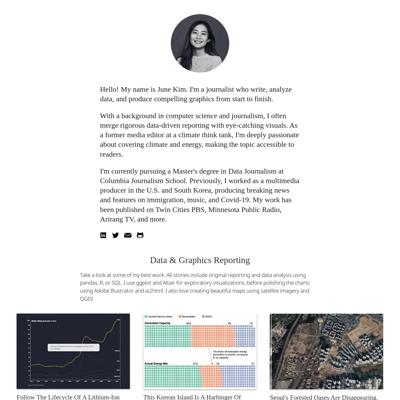 Hello! My name is June Kim. I'm a journalist who write, analyze
data, and produce compelling graphics from start to finish.
With a background in computer science and journalism, I often
merge rigorous data-driven reporting with eye-catching visuals. As
a former media editor at a climate think tank, I'm deeply passionate
about covering climate and energy, making the topic accessible to
readers.
I'm currently pursuing a Master's degree in Data Journalism at
Columbia Journalism School. Previously, I worked as a multimedia
producer in the U.S. and South Korea, producing breaking news
and features on immigration, music, and Covid-19. My work has
been published on Twin Cities PBS, Minnesota Public Radio,
Arirang TV, and more.
Data & Graphics Reporting
Take a look at some of my best work. All stories include original reporting and data analysis using
pandas, R, or SQL. I use ggplot and Altair for exploratory visualizations, before polishing the charts
using Adobe Illustrator and ai2html. I also love creating beautiful maps using satellite imagery and
QGIS!
Generation Capacity
Actual Energy Mix
Follow The Lifecycle Of A Lithium-Ion
This Korean Island Is A Harbinger Of
Seoul's Forested Oases Are Disappearing,